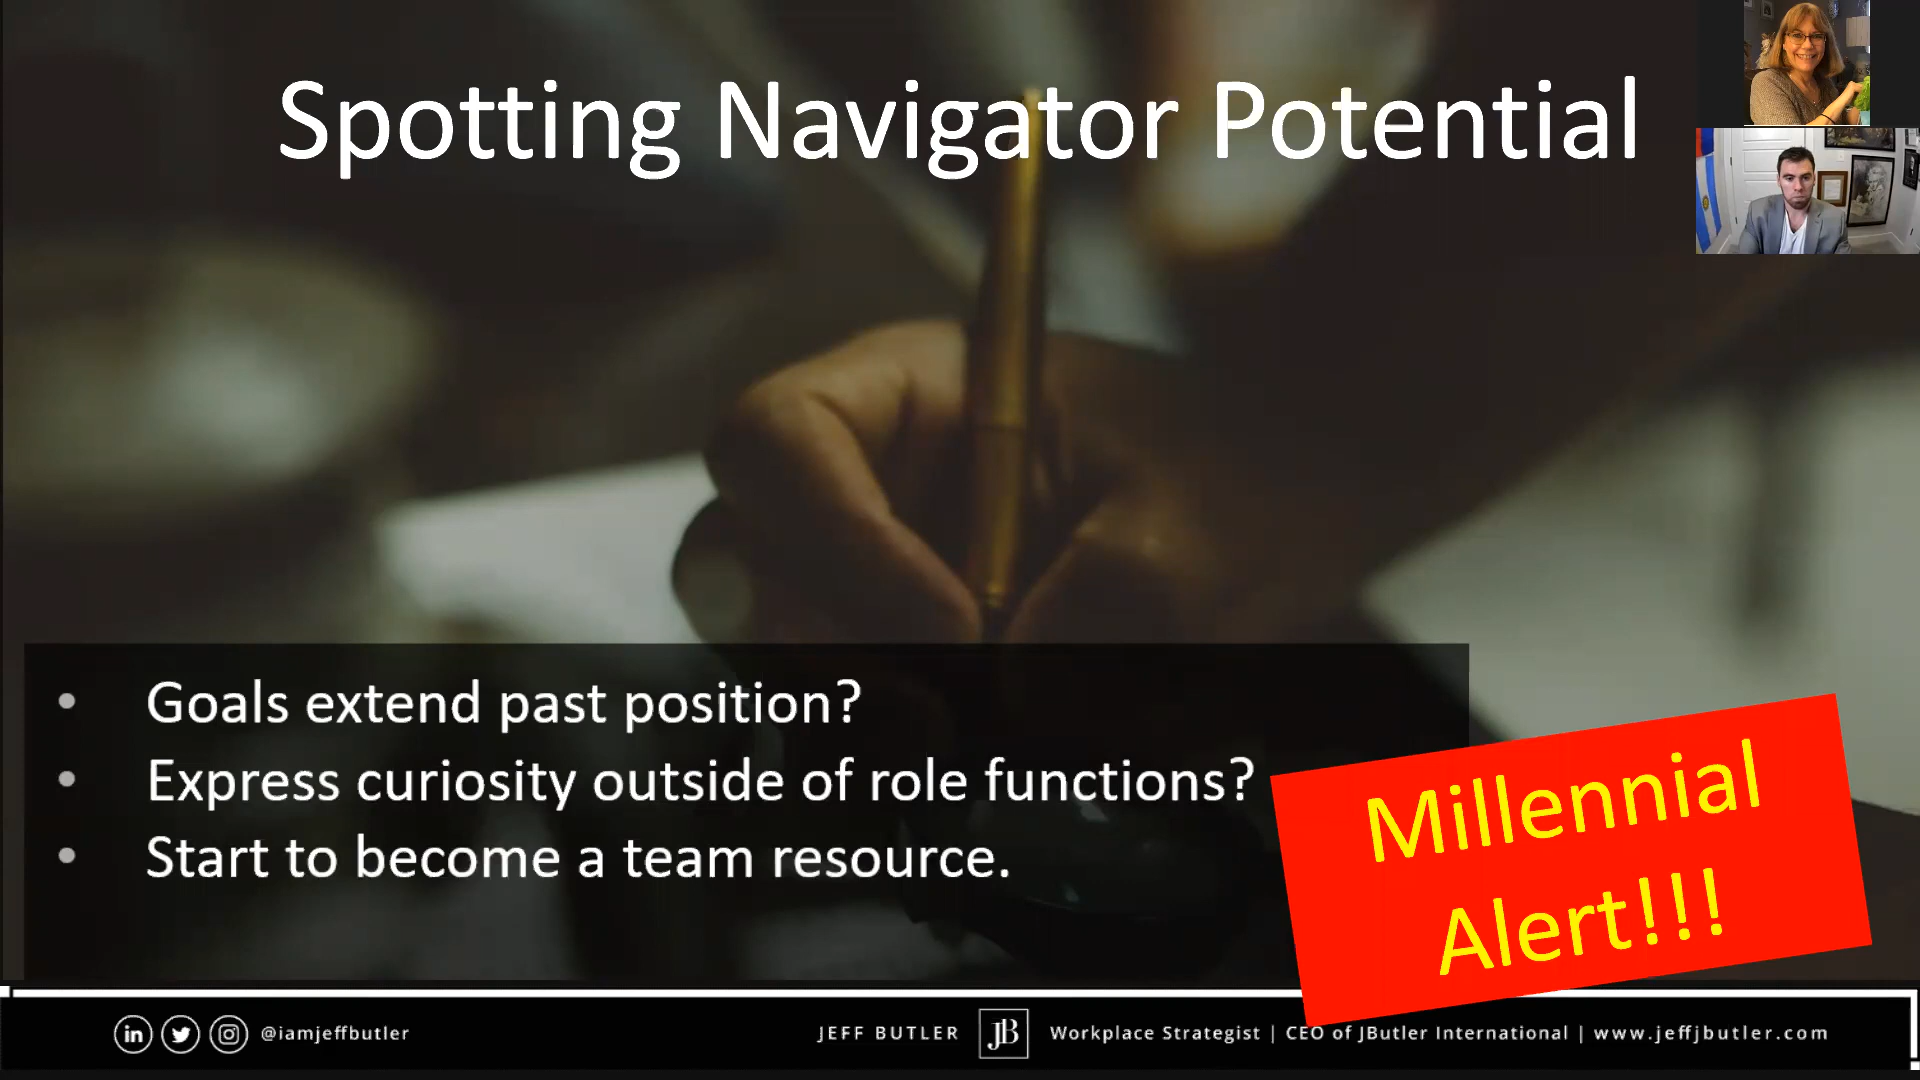 Spotting Navigator Potential
• Goals extend past position?
• Express curiosity outside of role functions?
• Start to become a team resource.
Millennial
Alert!!!
in @iamjeffbutler
JEFF BUTLER JB Workplace Strategist | CEO of JButler International | www.jeffjbutler.com